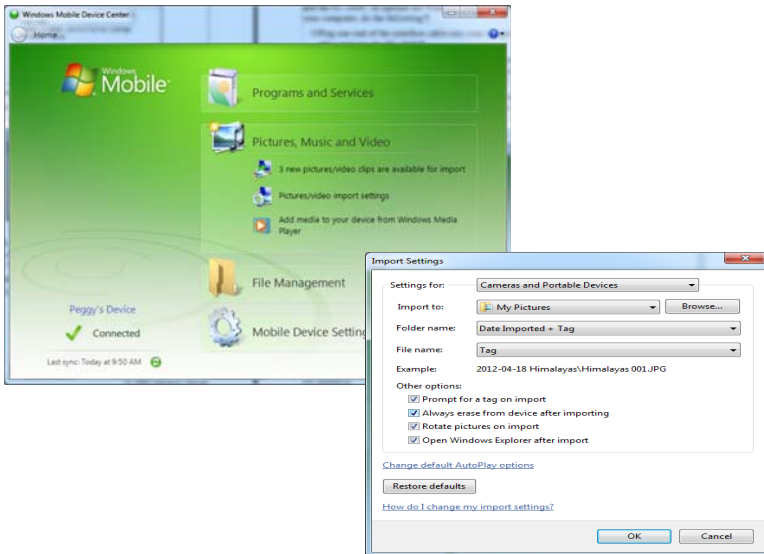 Windows Mobile Device Center
Home
Windows
Mobile
Programs and Services
Pictures, Music and Video
3 new pictures/video clips are available for import
Pictures/video import settings
Add media to your device from Windows Media
Player
File Management
Mobile Device Setting
Peggy's Device
Connected
Last sync: Today at 9:50 AM
Import Settings
Settings for: Cameras and Portable Devices
Import to: My Pictures Browse...
Folder name: Date Imported + Tag
File name: Tag
Example: 2012-04-18 Himalayas\Himalayas 001.JPG
Other options:
Prompt for a tag on import
Always erase from device after importing
Rotate pictures on import
Open Windows Explorer after import
Change default AutoPlay options
Restore defaults
How do I change my import settings?
OK Cancel